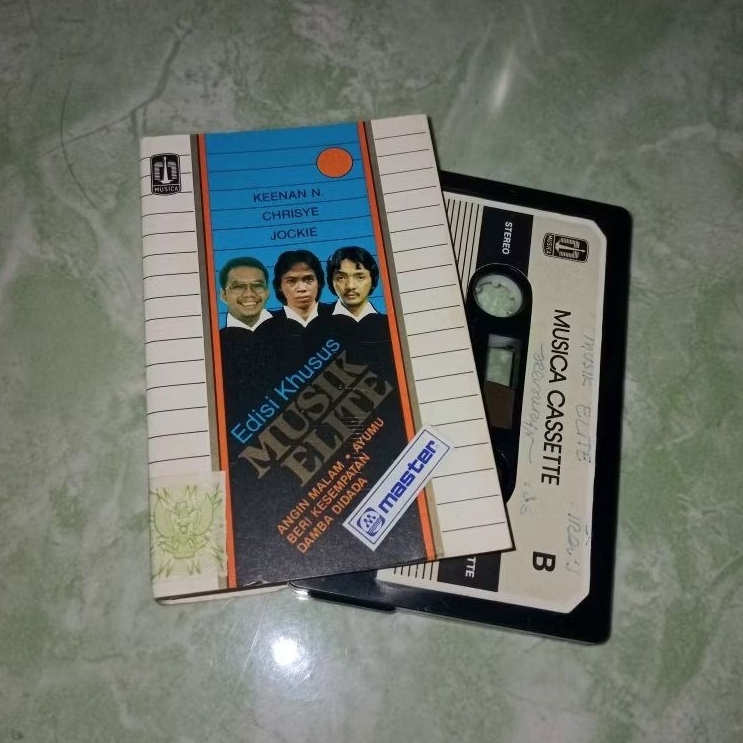 MUSICA
KEENAN N.
CHRISYE
JOCKIE
Edisi Khusus
MUSIK
ELITE
ANGIN MALAM • AYUMU
BERI KESEMPATAN
DAMBA DIDADA
master
STEREO
MUSICA
MUSICA CASSETTE
B
MUSIK ELITE
TTE